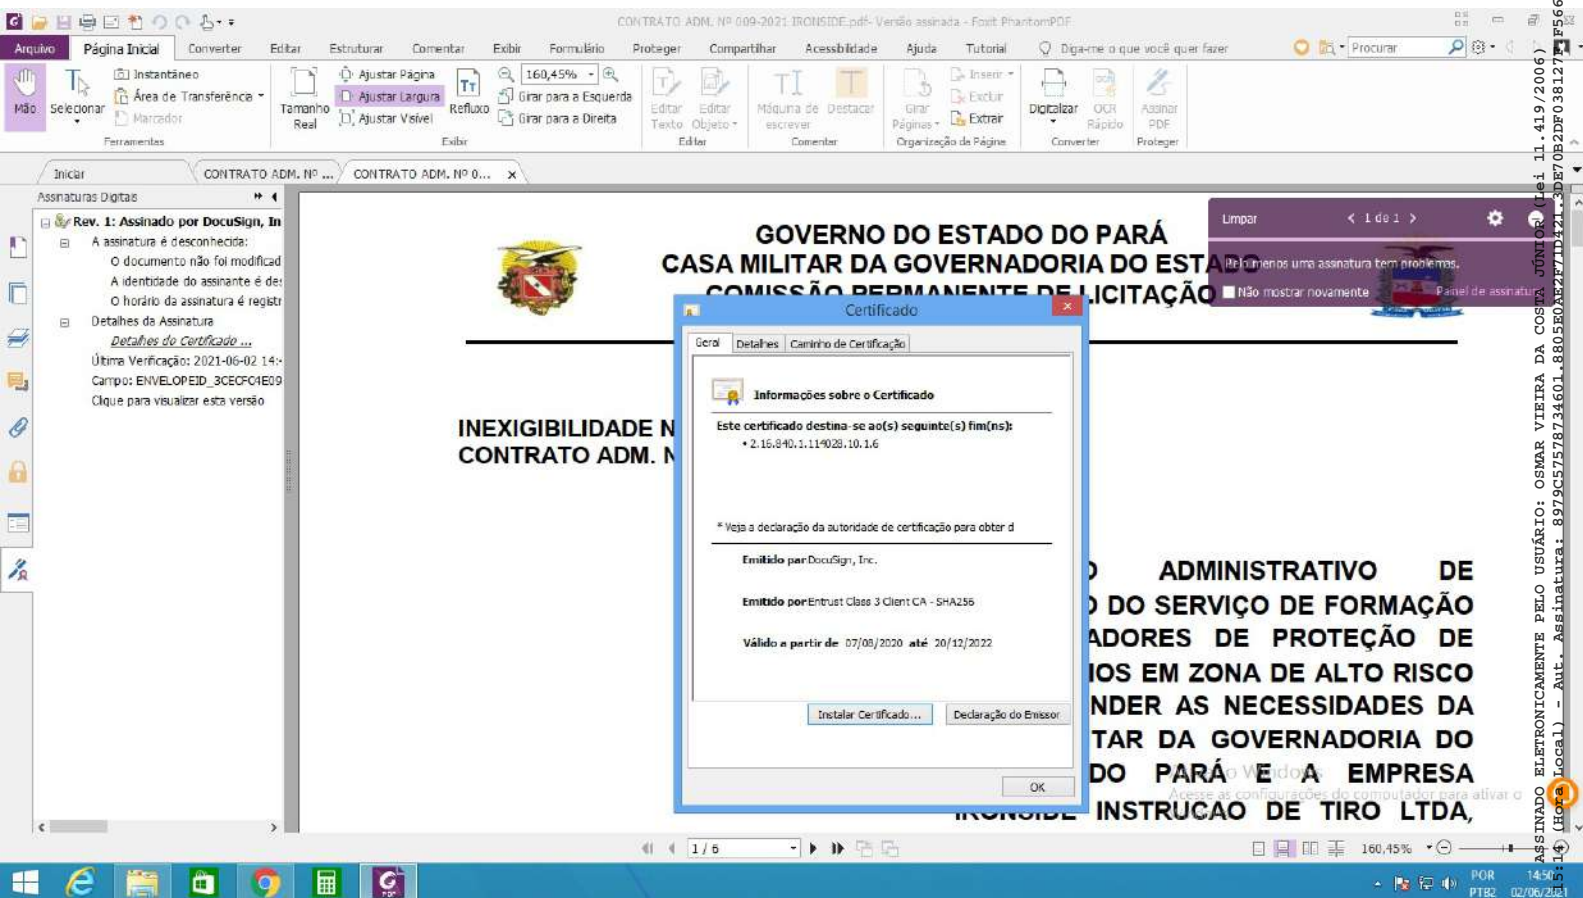 CONTRATO ADM. Nº 009-2021 IRONSIDE.pdf - Versão assinada - Foxit PhantomPDF
Arquivo Página Inicial Converter Editar Estruturar Comentar Exibir Formulário Proteger Compartilhar Acessibilidade Ajuda Tutorial Diga-me o que você quer fazer Procurar
Mão
Selecionar
Instantâneo
Área de Transferência
Marcador
Ferramentas
Tamanho Real
Ajustar Página
Ajustar Largura
Ajustar Visível
Refluxo
160,45%
Girar para a Esquerda
Girar para a Direita
Exibir
Editar Texto
Editar Objeto
Editar
Máquina de escrever
Destacar
Comentar
Girar Páginas
Inserir
Excluir
Extrair
Organização da Página
Digitalizar
OCR Rápido
Converter
Assinar PDF
Proteger
Iniciar
CONTRATO ADM. Nº ...
CONTRATO ADM. Nº 0... x
Assinaturas Digitais
Rev. 1: Assinado por DocuSign, In
A assinatura é desconhecida:
O documento não foi modificad
A identidade do assinante é de
O horário da assinatura é registr
Detalhes da Assinatura
Detalhes do Certificado ...
Última Verificação: 2021-06-02 14:
Campo: ENVELOPEID_3CECFC4E09
Clique para visualizar esta versão
GOVERNO DO ESTADO DO PARÁ
CASA MILITAR DA GOVERNADORIA DO ESTADO
COMISSÃO PERMANENTE DE LICITAÇÃO
Limpar
< 1 de 1 >
Pelo menos uma assinatura tem problemas.
Não mostrar novamente
Painel de assinatura
INEXIGIBILIDADE N
CONTRATO ADM. N
Certificado
Geral
Detalhes
Caminho de Certificação
Informações sobre o Certificado
Este certificado destina-se ao(s) seguinte(s) fim(ns):
• 2.16.840.1.114028.10.1.6
* Veja a declaração da autoridade de certificação para obter d
Emitido par DocuSign, Inc.
Emitido por Entrust Class 3 Client CA - SHA256
Válido a partir de 07/08/2020 até 20/12/2022
Instalar Certificado...
Declaração do Emissor
OK
O ADMINISTRATIVO DE
O DO SERVIÇO DE FORMAÇÃO
ADORES DE PROTEÇÃO DE
IOS EM ZONA DE ALTO RISCO
NDER AS NECESSIDADES DA
TAR DA GOVERNADORIA DO
DO PARÁ E A EMPRESA
IRONSIDE INSTRUCAO DE TIRO LTDA,
Windows
Acesse as configurações do computador para ativar o
1 / 6
160,45%
POR
PTB2
14:50
02/06/2021
ASSINADO ELETRONICAMENTE PELO USUÁRIO: OSMAR VIEIRA DA COSTA JÚNIOR (Lei 11.419/2006)
15:14 (Hora Local) - Aut. Assinatura: